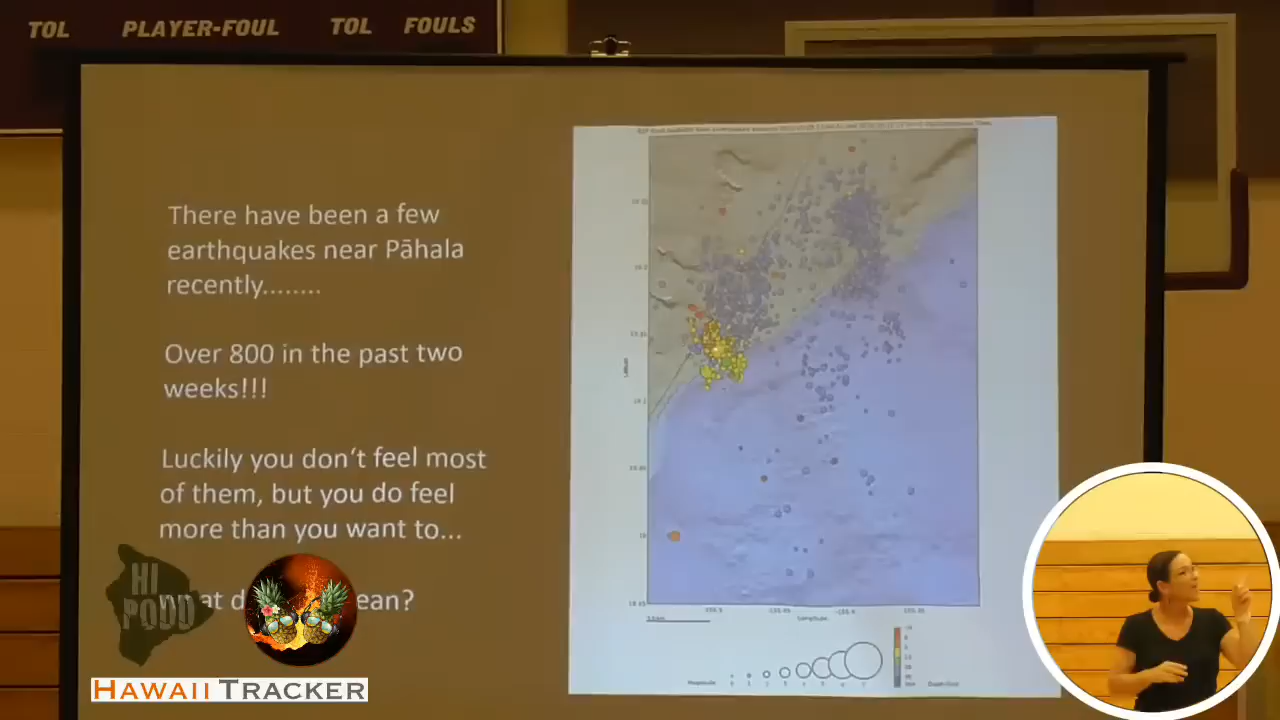 TOL PLAYER-FOUL TOL FOULS
There have been a few
earthquakes near Pāhala
recently........
Over 800 in the past two
weeks!!!
Luckily you don't feel most
of them, but you do feel
more than you want to...
ean?
HI
PODD
HAWAII TRACKER
Longitude
Magnitude